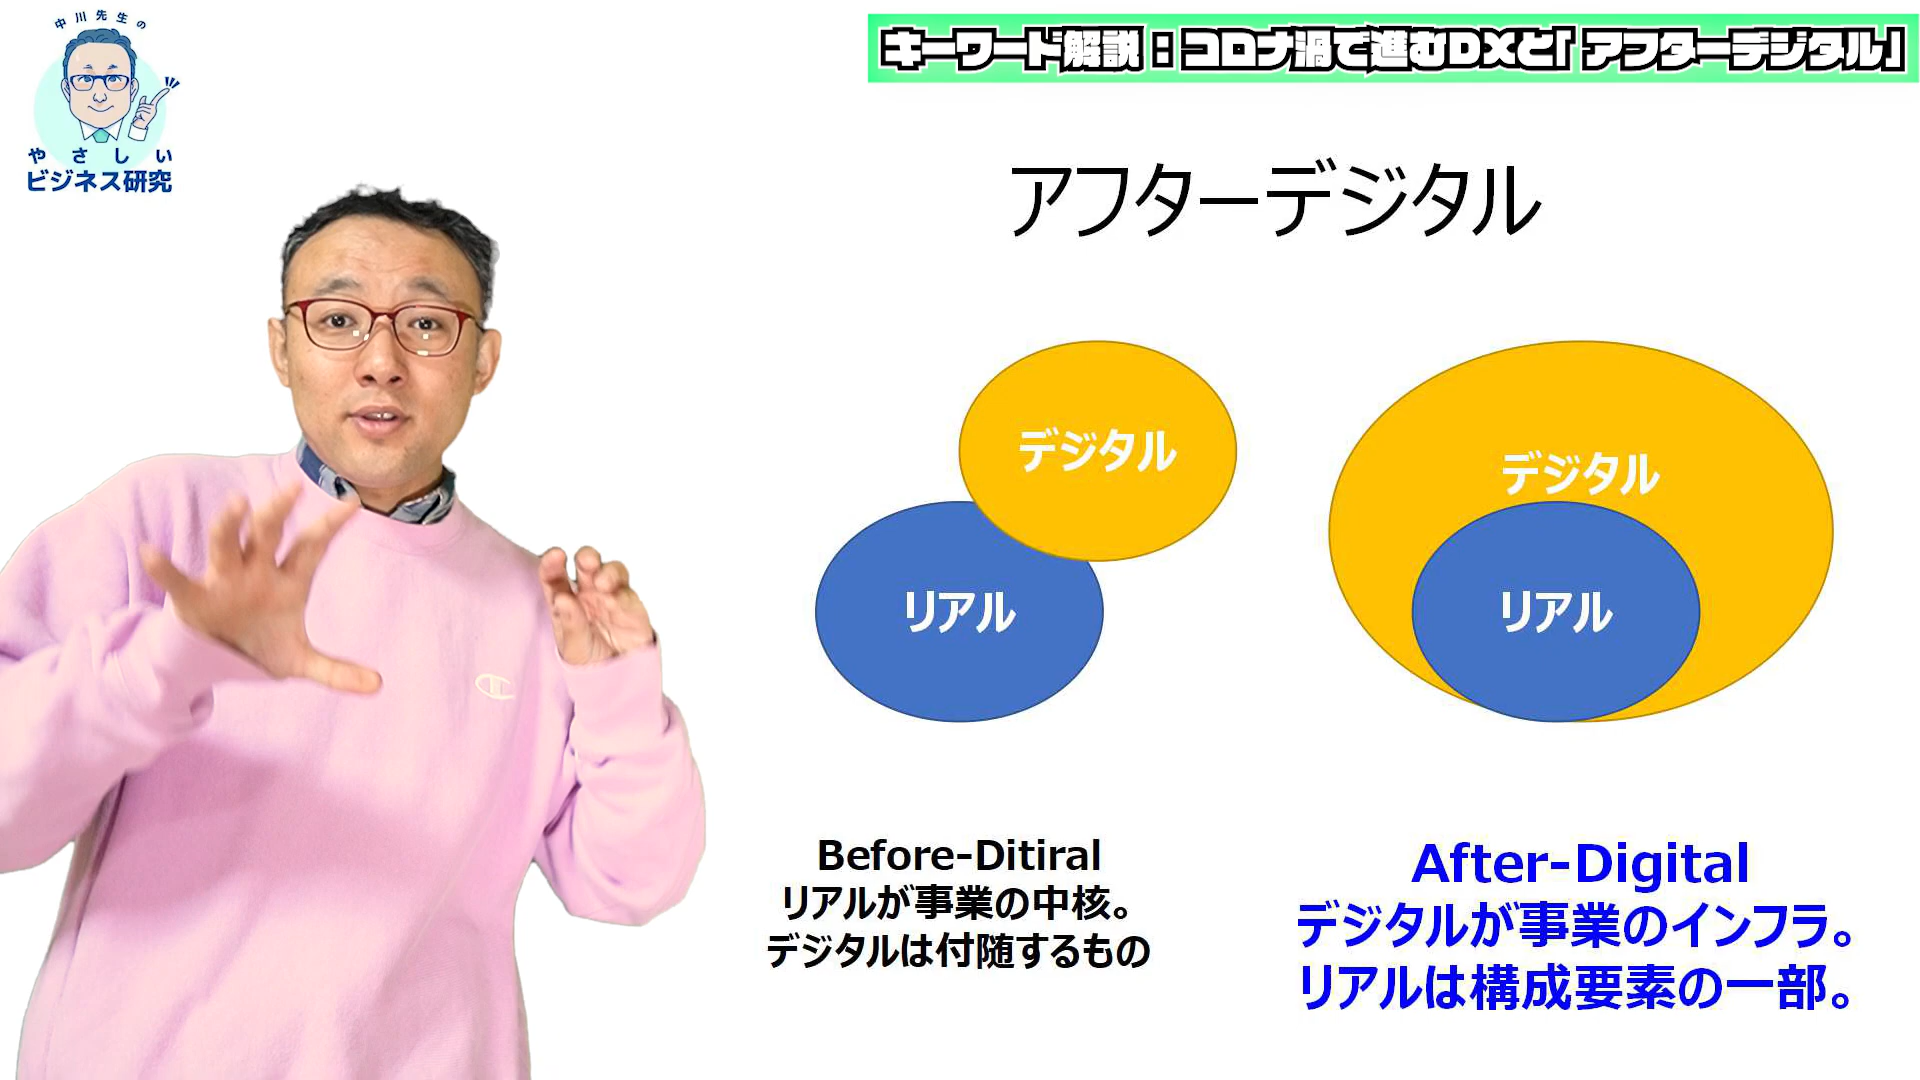 中川先生の
やさしい
ビジネス研究
キーワード解説：コロナ渦で進むDXと「アフターデジタル」
アフターデジタル
デジタル
リアル
デジタル
リアル
Before-Ditiral
リアルが事業の中核。
デジタルは付随するもの
After-Digital
デジタルが事業のインフラ。
リアルは構成要素の一部。